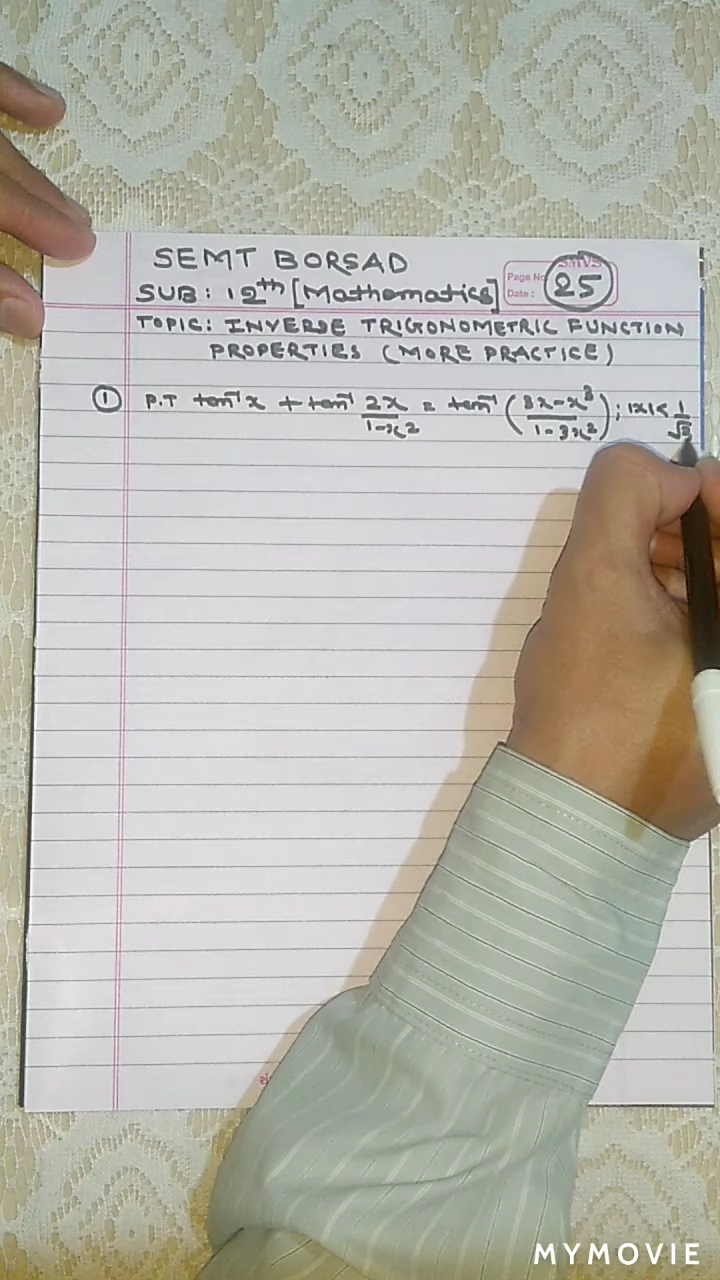 SEMT BORSAD
SUB: 12th [Mathematics]
SMVS
Page No. 25
Date:
TOPIC: INVERSE TRIGONOMETRIC FUNCTION
PROPERTIES (MORE PRACTICE)
① P.T tan⁻¹x + tan⁻¹ 2x/1-x² = tan⁻¹ (3x-x³/1-3x²); |x|< 1/√3
MYMOVIE